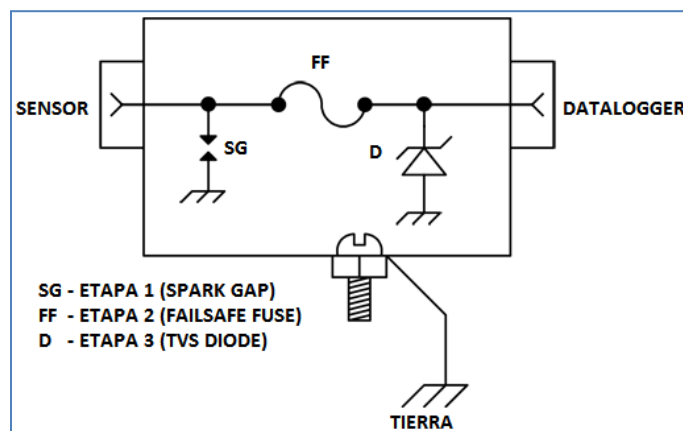 FF
SENSOR
DATALOGGER
SG
D
SG - ETAPA 1 (SPARK GAP)
FF - ETAPA 2 (FAILSAFE FUSE)
D - ETAPA 3 (TVS DIODE)
TIERRA